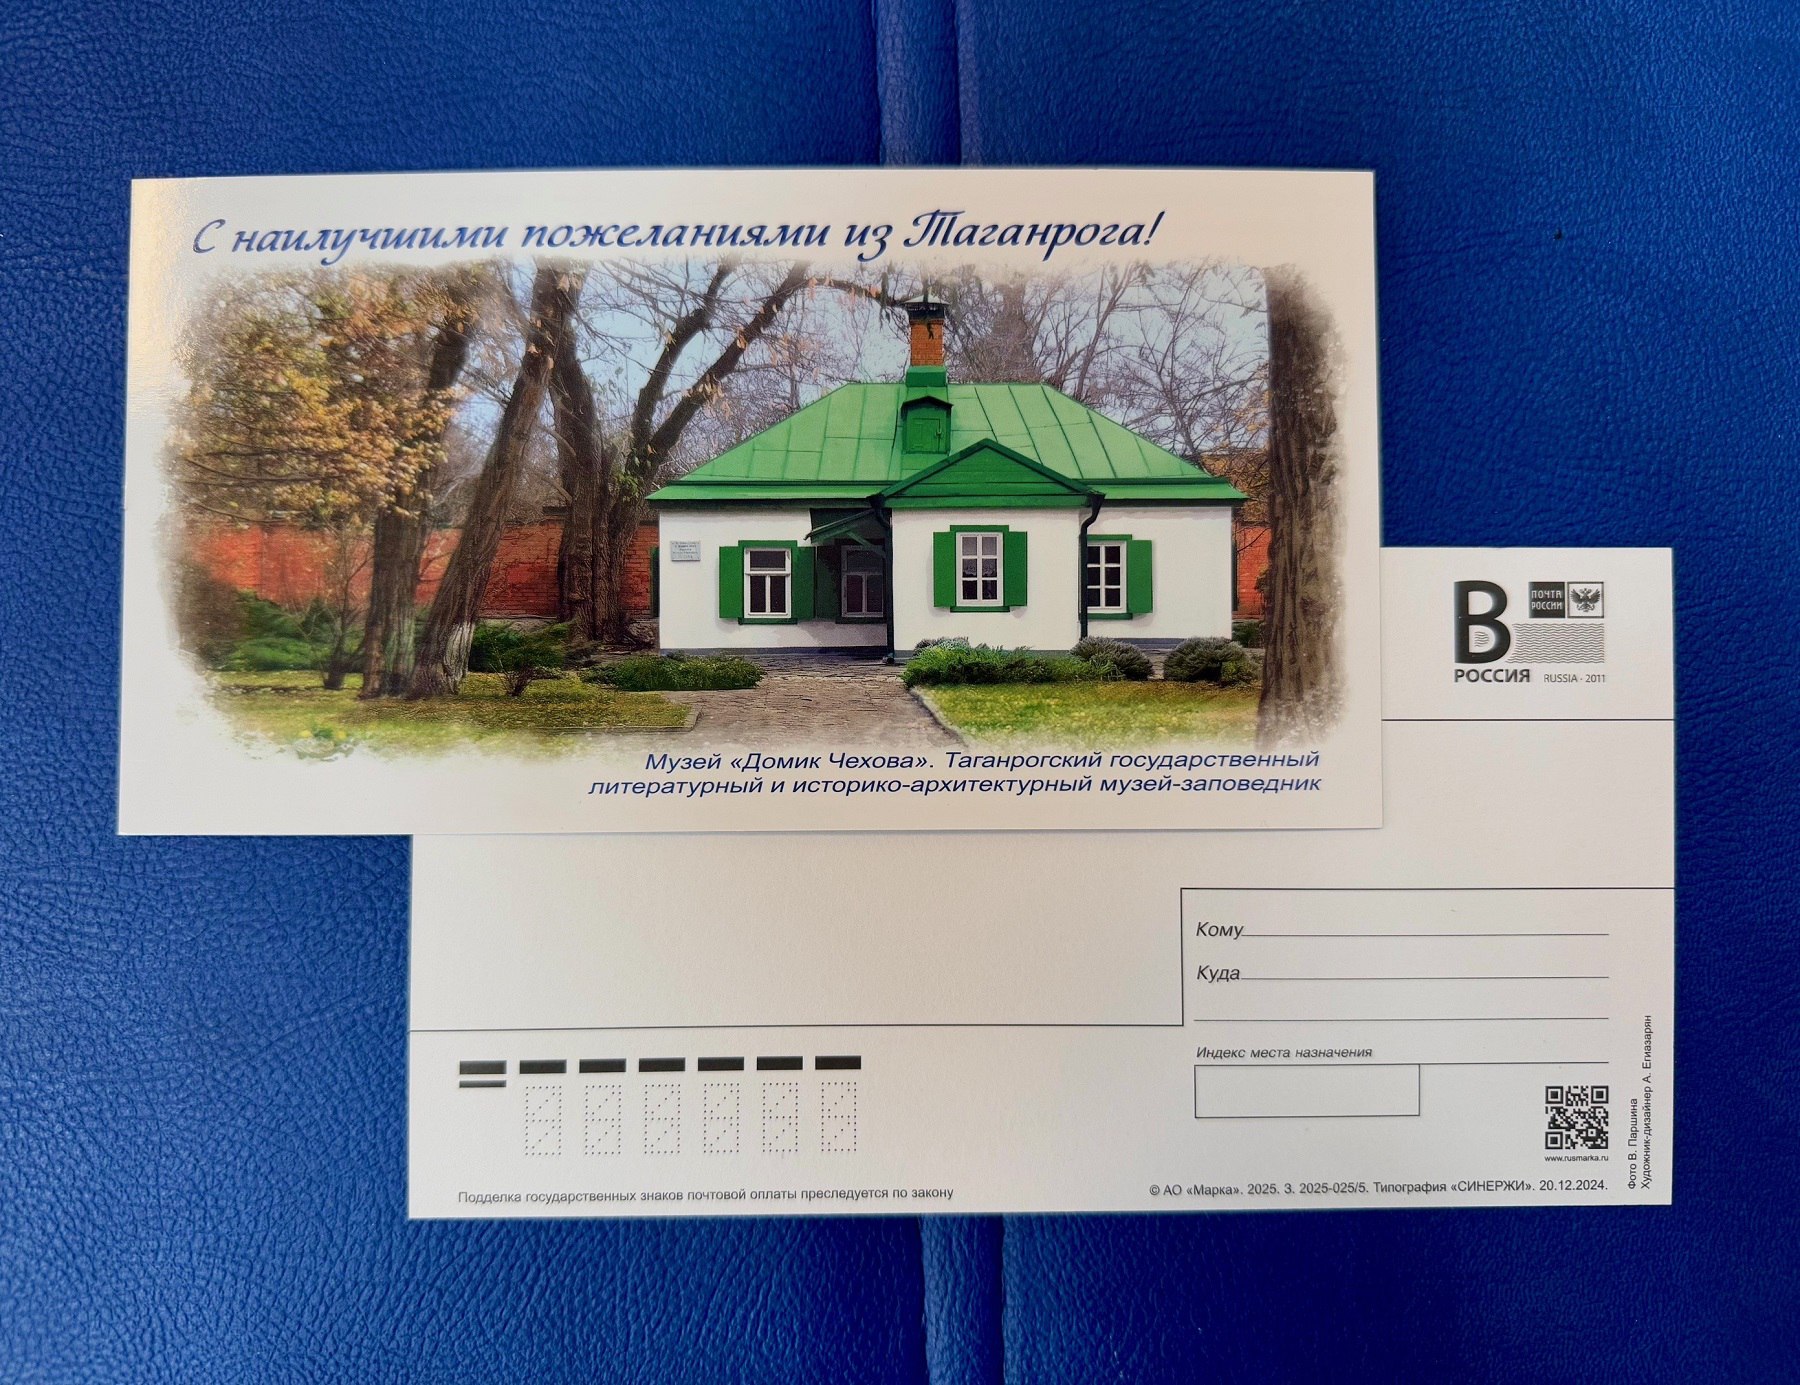 С наилучшими пожеланиями из Таганрога!
Музей «Домик Чехова». Таганрогский государственный
литературный и историко-архитектурный музей-заповедник
B
ПОЧТА
РОССИИ
РОССИЯ
RUSSIA · 2011
Кому
Куда
Индекс места назначения
www.rusmarka.ru
Фото В. Паршина
Художник-дизайнер А. Егиазарян
Подделка государственных знаков почтовой оплаты преследуется по закону
© АО «Марка». 2025. З. 2025-025/5. Типография «СИНЕРЖИ». 20.12.2024.